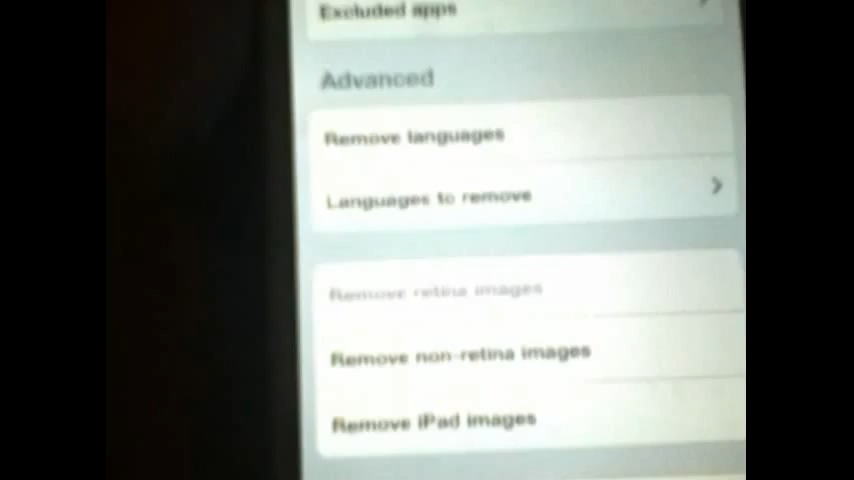 Excluded apps
Advanced
Remove languages
Languages to remove
Remove retina images
Remove non-retina images
Remove iPad images